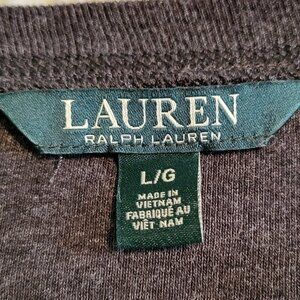 LAUREN
RALPH LAUREN
L/G
MADE IN
VIETNAM
FABRIQUÉ AU
VIÊT NAM